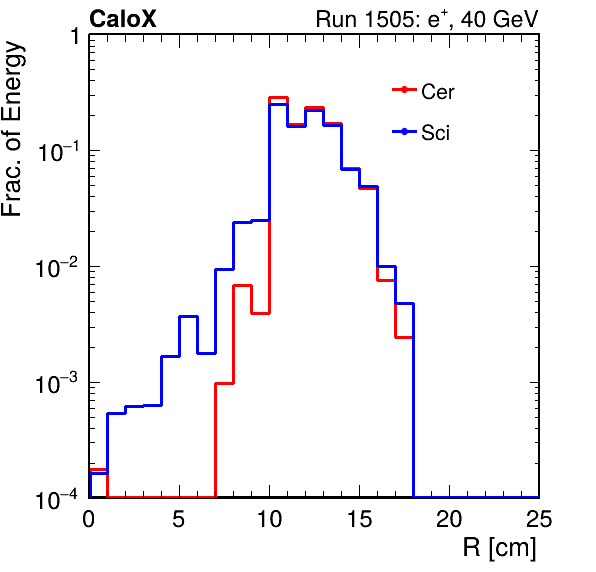 CaloX Run 1505: e⁺, 40 GeV
Frac. of Energy
1
10⁻¹
10⁻²
10⁻³
10⁻⁴
Cer
Sci
0 5 10 15 20 25
R [cm]